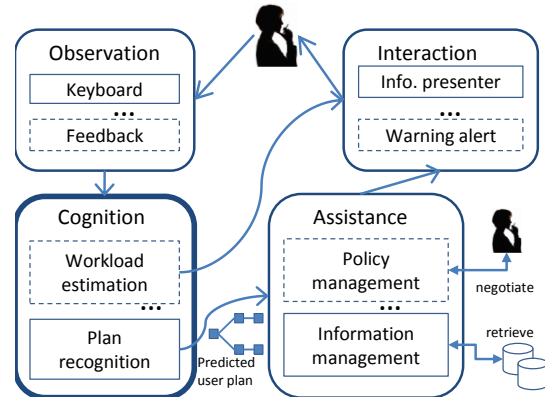 Observation
Keyboard
...
Feedback
Interaction
Info. presenter
...
Warning alert
Cognition
Workload
estimation
...
Plan
recognition
Predicted
user plan
Assistance
Policy
management
...
Information
management
negotiate
retrieve